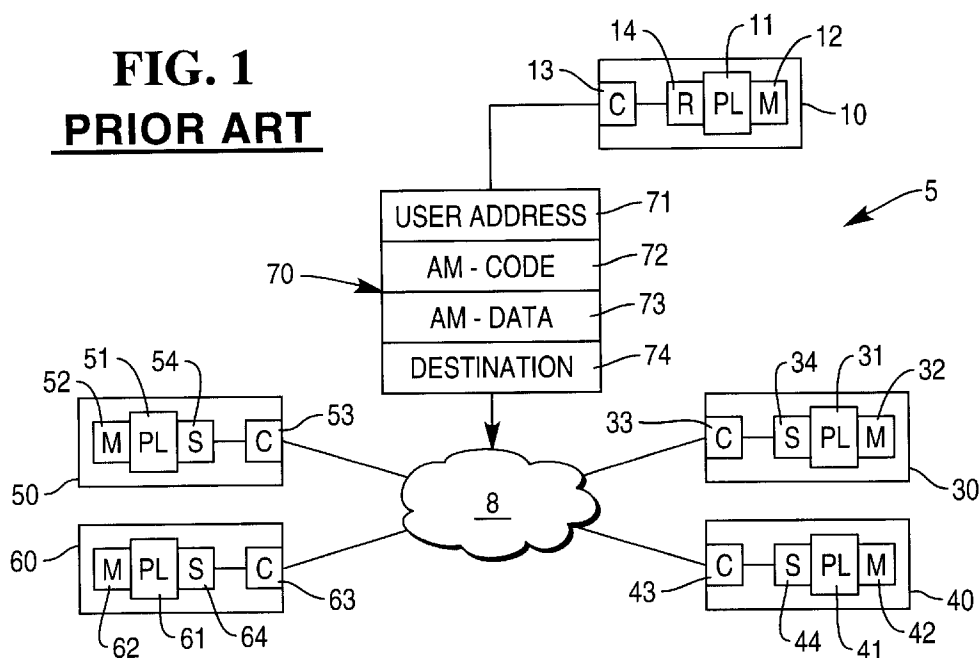 FIG. 1
PRIOR ART
11
14
12
13
C
R PL M
10
5
USER ADDRESS
71
AM - CODE
72
70
AM - DATA
73
DESTINATION
74
51
52
54
53
M PL S C
50
8
31
34
32
33
C S PL M
30
60
M PL S C
62
61
64
63
C S PL M
43
44
41
42
40